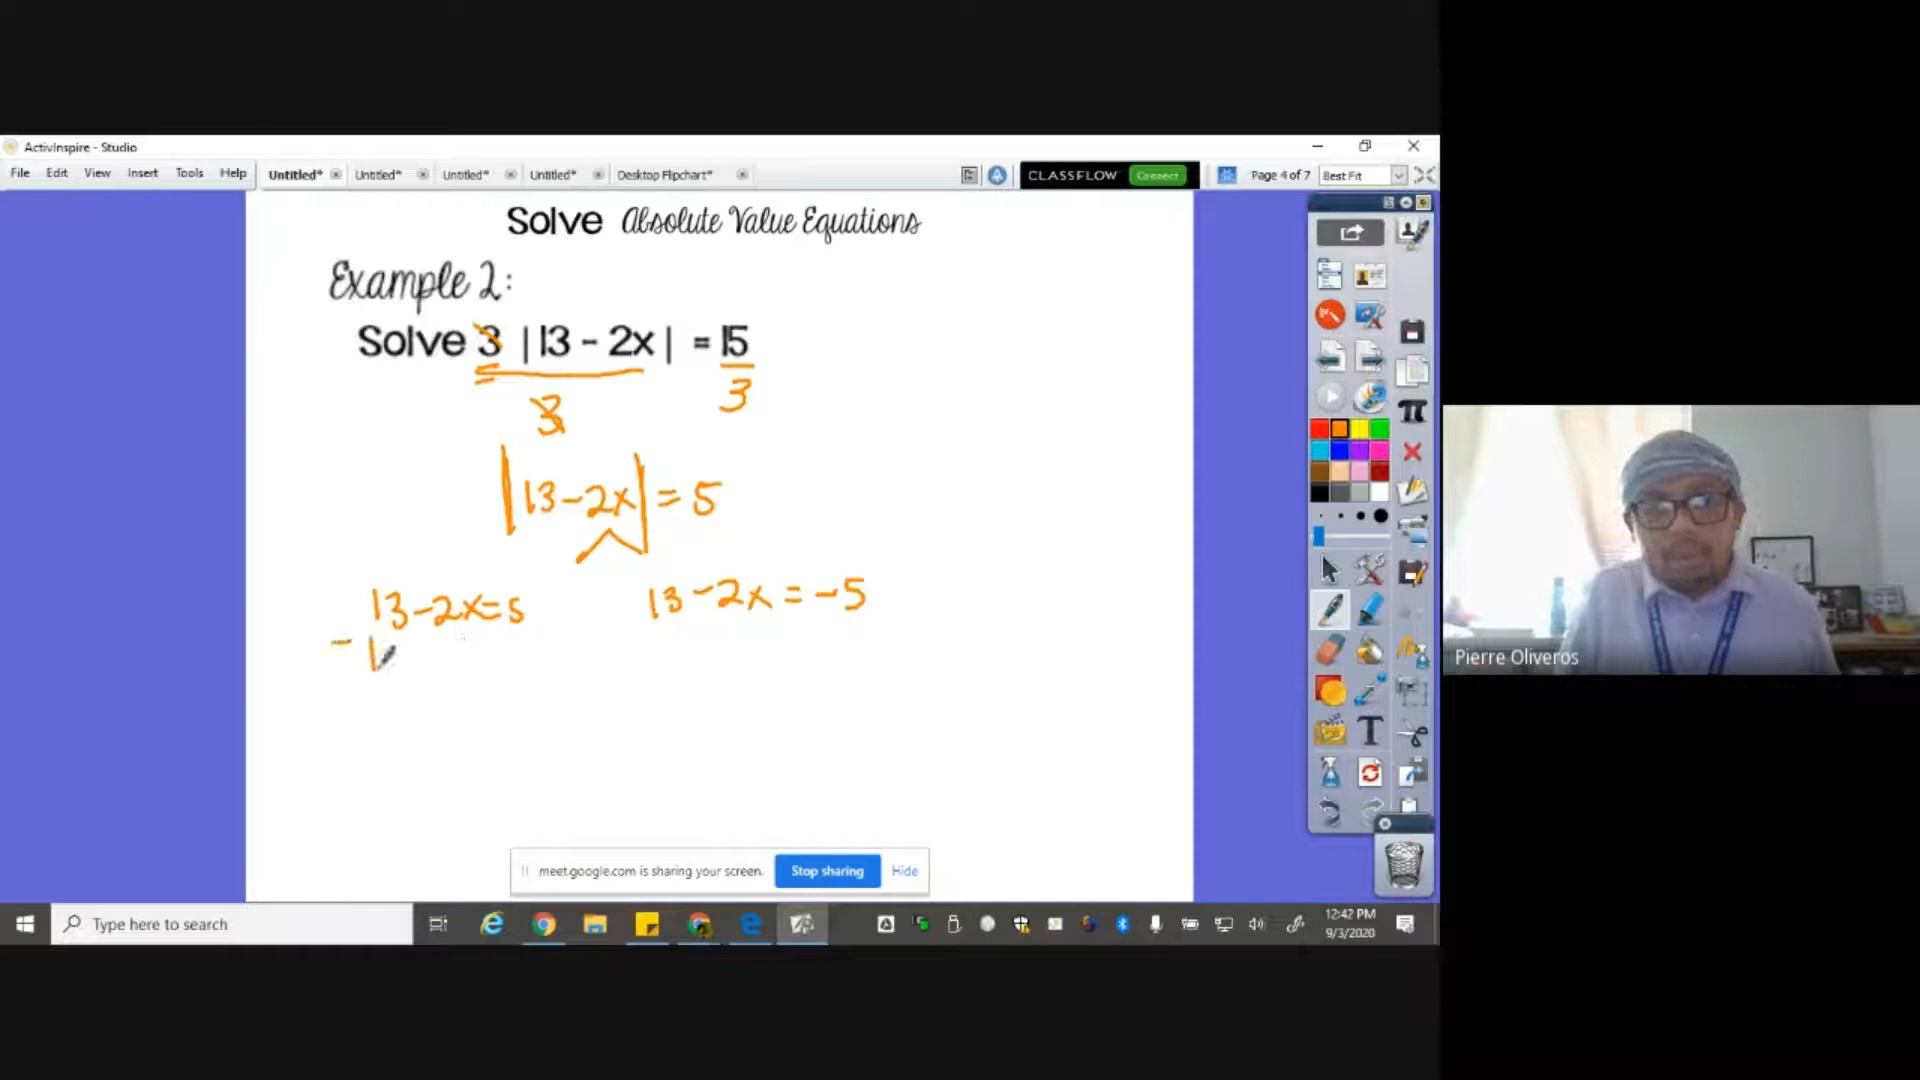 ActivInspire - Studio
File Edit View Insert Tools Help Untitled* Untitled* Untitled* Untitled* Desktop Flipchart* CLASSFLOW Connect Page 4 of 7 Best Fit
Solve Absolute Value Equations
Example 2:
Solve 3 |13 - 2x| = 15
3 3
|13-2x| = 5
13-2x=5 13-2x = -5
- 1
T
Pierre Oliveros
meet.google.com is sharing your screen. Stop sharing Hide
Type here to search
12:42 PM
9/3/2020